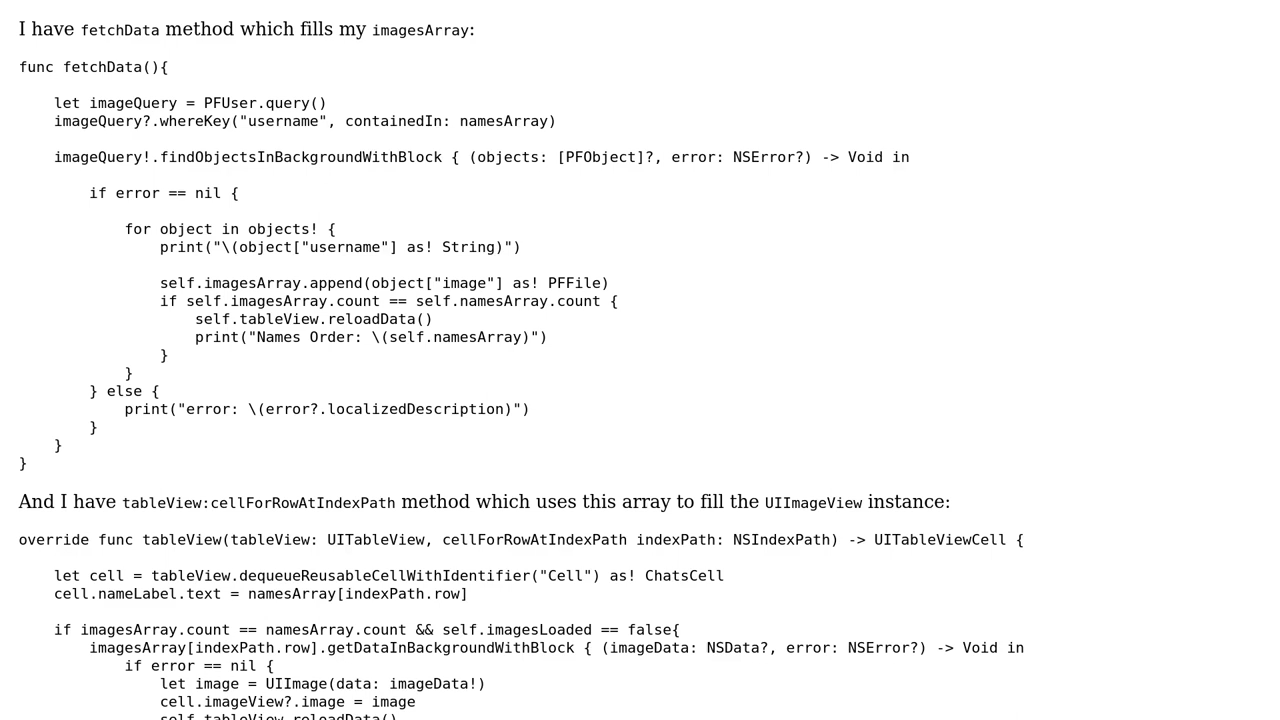 I have fetchData method which fills my imagesArray:
func fetchData(){
    let imageQuery = PFUser.query()
    imageQuery?.whereKey("username", containedIn: namesArray)
    imageQuery!.findObjectsInBackgroundWithBlock { (objects: [PFObject]?, error: NSError?) -> Void in
        if error == nil {
            for object in objects! {
                print("\(object["username"] as! String)")
                self.imagesArray.append(object["image"] as! PFFile)
                if self.imagesArray.count == self.namesArray.count {
                    self.tableView.reloadData()
                    print("Names Order: \(self.namesArray)")
                }
            }
        } else {
            print("error: \(error?.localizedDescription)")
        }
    }
}
And I have tableView:cellForRowAtIndexPath method which uses this array to fill the UIImageView instance:
override func tableView(tableView: UITableView, cellForRowAtIndexPath indexPath: NSIndexPath) -> UITableViewCell {
    let cell = tableView.dequeueReusableCellWithIdentifier("Cell") as! ChatsCell
    cell.nameLabel.text = namesArray[indexPath.row]
    if imagesArray.count == namesArray.count && self.imagesLoaded == false{
        imagesArray[indexPath.row].getDataInBackgroundWithBlock { (imageData: NSData?, error: NSError?) -> Void in
            if error == nil {
                let image = UIImage(data: imageData!)
                cell.imageView?.image = image
                self.tableView.reloadData()